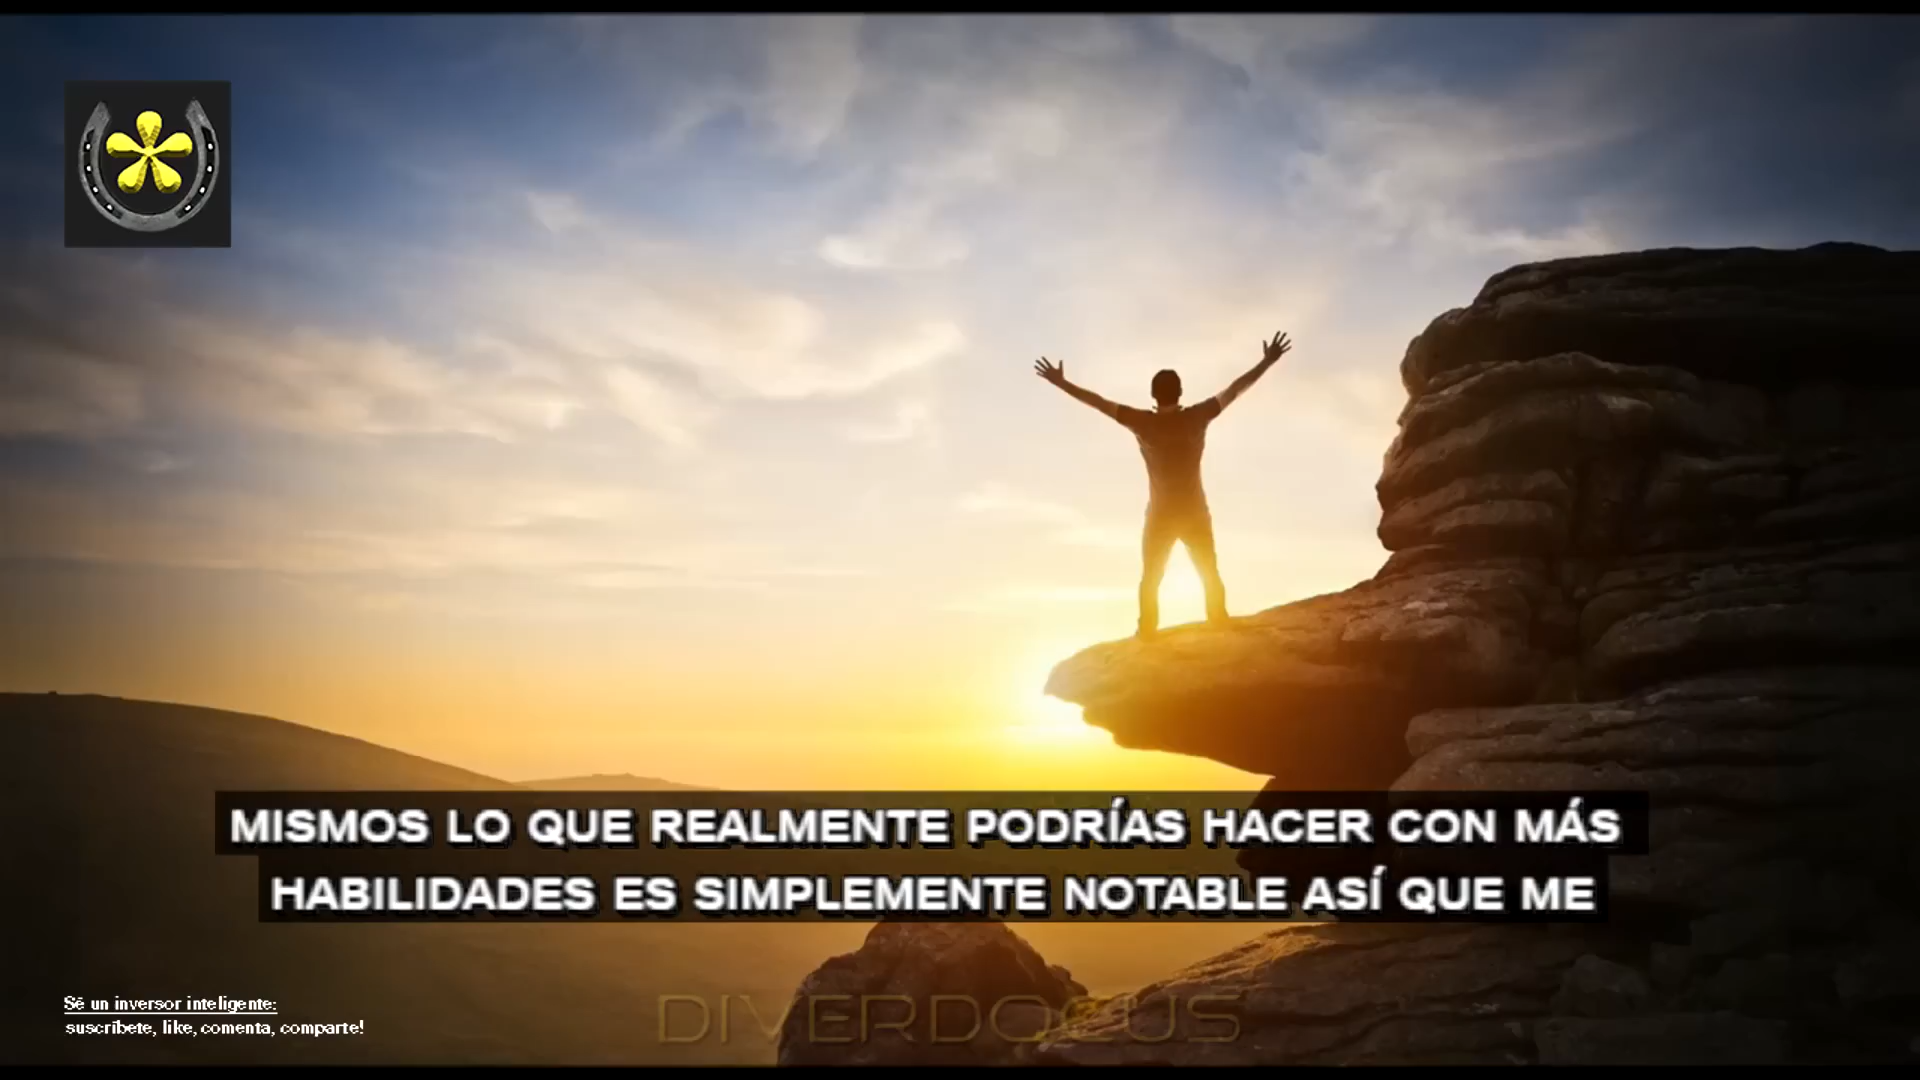 MISMOS LO QUE REALMENTE PODRÍAS HACER CON MÁS
HABILIDADES ES SIMPLEMENTE NOTABLE ASÍ QUE ME
Sé un inversor inteligente:
suscribete, like, comenta, comparte!
DIVERDOCUS